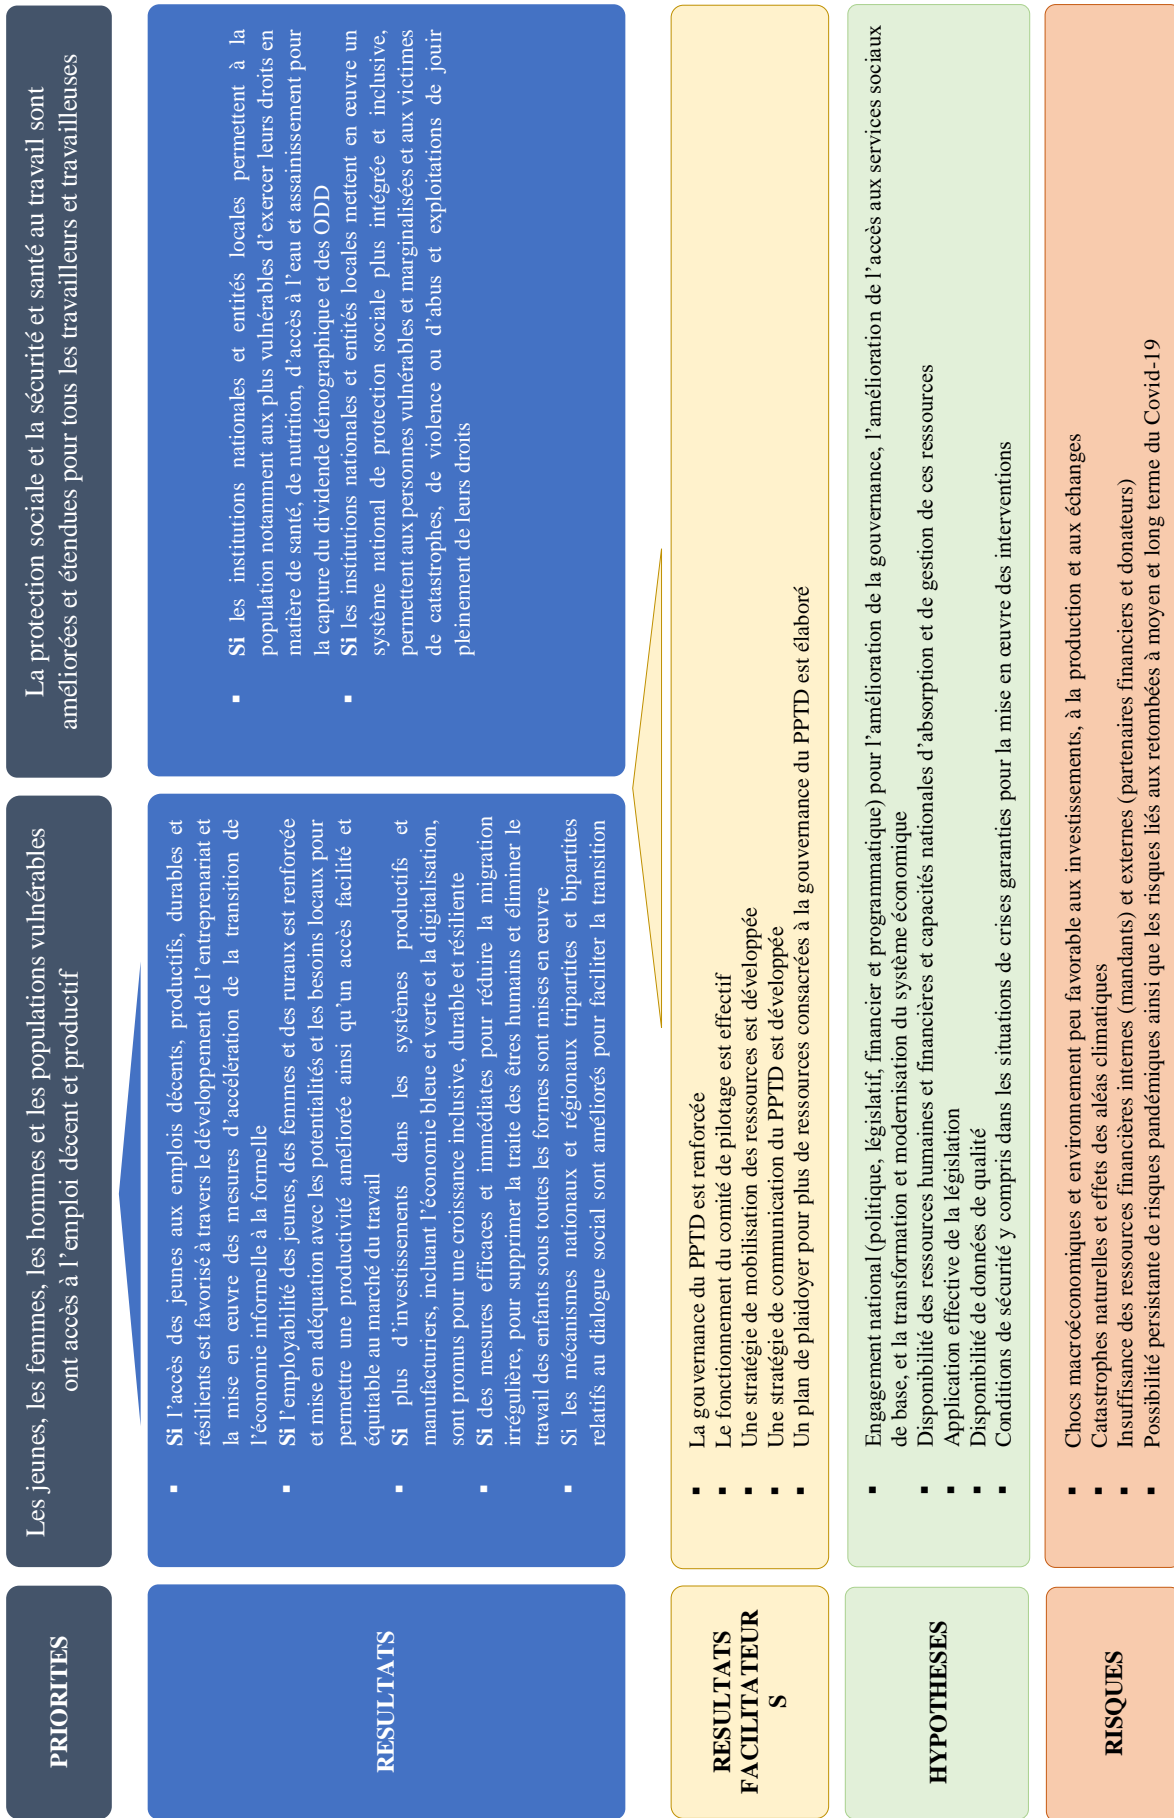 PRIORITES
Les jeunes, les femmes, les hommes et les populations vulnérables
ont accès à l'emploi décent et productif
La protection sociale et la sécurité et santé au travail sont
améliorées et étendues pour tous les travailleurs et travailleuses
RESULTATS
▪ Si l'accès des jeunes aux emplois décents, productifs, durables et
résilients est favorisé à travers le développement de l'entreprenariat et
la mise en œuvre des mesures d'accélération de la transition de
l'économie informelle à la formelle
▪ Si l'employabilité des jeunes, des femmes et des ruraux est renforcée
et mise en adéquation avec les potentialités et les besoins locaux pour
permettre une productivité améliorée ainsi qu'un accès facilité et
équitable au marché du travail
▪ Si plus d'investissements dans les systèmes productifs et
manufacturiers, incluant l'économie bleue et verte et la digitalisation,
sont promus pour une croissance inclusive, durable et résiliente
▪ Si des mesures efficaces et immédiates pour réduire la migration
irrégulière, pour supprimer la traite des êtres humains et éliminer le
travail des enfants sous toutes les formes sont mises en œuvre
▪ Si les mécanismes nationaux et régionaux tripartites et bipartites
relatifs au dialogue social sont améliorés pour faciliter la transition
▪ Si les institutions nationales et entités locales permettent à la
population notamment aux plus vulnérables d'exercer leurs droits en
matière de santé, de nutrition, d'accès à l'eau et assainissement pour
la capture du dividende démographique et des ODD
▪ Si les institutions nationales et entités locales mettent en œuvre un
système national de protection sociale plus intégrée et inclusive,
permettent aux personnes vulnérables et marginalisées et aux victimes
de catastrophes, de violence ou d'abus et exploitations de jouir
pleinement de leurs droits
RESULTATS
FACILITATEUR
S
▪ La gouvernance du PPTD est renforcée
▪ Le fonctionnement du comité de pilotage est effectif
▪ Une stratégie de mobilisation des ressources est développée
▪ Une stratégie de communication du PPTD est développée
▪ Un plan de plaidoyer pour plus de ressources consacrées à la gouvernance du PPTD est élaboré
HYPOTHESES
▪ Engagement national (politique, législatif, financier et programmatique) pour l'amélioration de la gouvernance, l'amélioration de l'accès aux services sociaux
de base, et la transformation et modernisation du système économique
▪ Disponibilité des ressources humaines et financières et capacités nationales d'absorption et de gestion de ces ressources
▪ Application effective de la législation
▪ Disponibilité de données de qualité
▪ Conditions de sécurité y compris dans les situations de crises garanties pour la mise en œuvre des interventions
RISQUES
▪ Chocs macroéconomiques et environnement peu favorable aux investissements, à la production et aux échanges
▪ Catastrophes naturelles et effets des aléas climatiques
▪ Insuffisance des ressources financières internes (mandants) et externes (partenaires financiers et donateurs)
▪ Possibilité persistante de risques pandémiques ainsi que les risques liés aux retombées à moyen et long terme du Covid-19